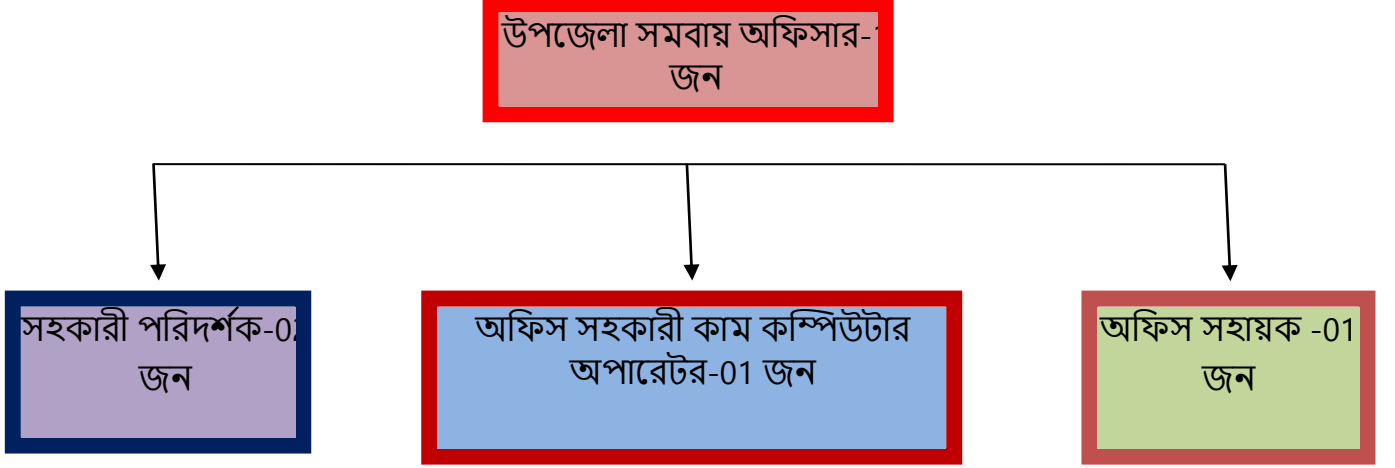 উপজেলা সমবায় অফিসার-
জন
সহকারী পরিদর্শক-02
জন
অফিস সহকারী কাম কম্পিউটার
অপারেটর-01 জন
অফিস সহায়ক -01
জন